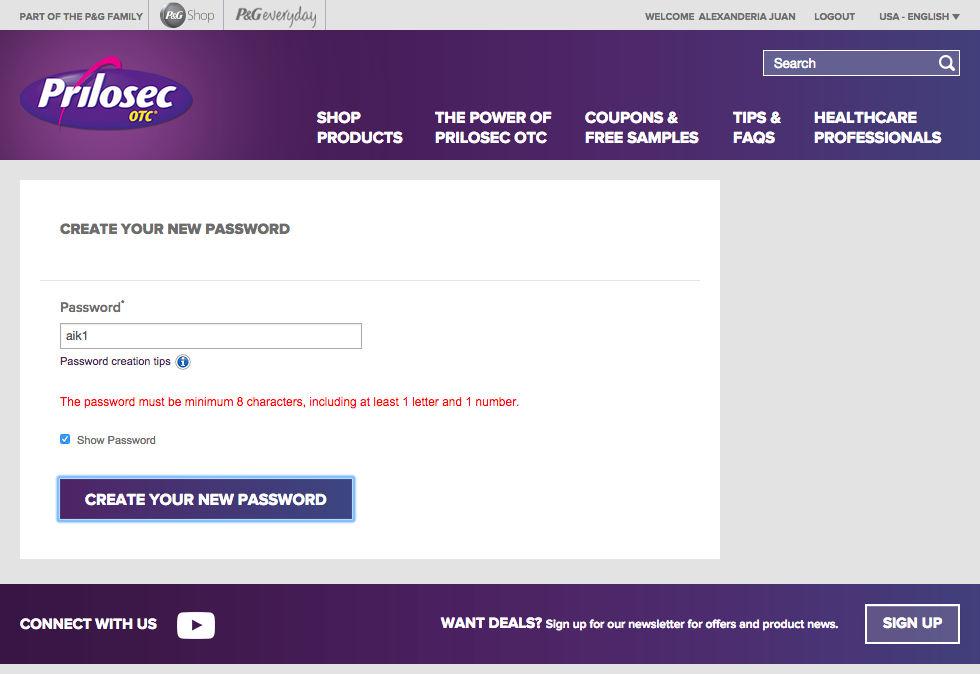 PART OF THE P&G FAMILY
P&G Shop
P&G everyday
WELCOME ALEXANDERIA JUAN
LOGOUT
USA - ENGLISH
Prilosec
OTC
Search
SHOP
PRODUCTS
THE POWER OF
PRILOSEC OTC
COUPONS &
FREE SAMPLES
TIPS &
FAQS
HEALTHCARE
PROFESSIONALS
CREATE YOUR NEW PASSWORD
Password*
aik1
Password creation tips
The password must be minimum 8 characters, including at least 1 letter and 1 number.
Show Password
CREATE YOUR NEW PASSWORD
CONNECT WITH US
WANT DEALS? Sign up for our newsletter for offers and product news.
SIGN UP